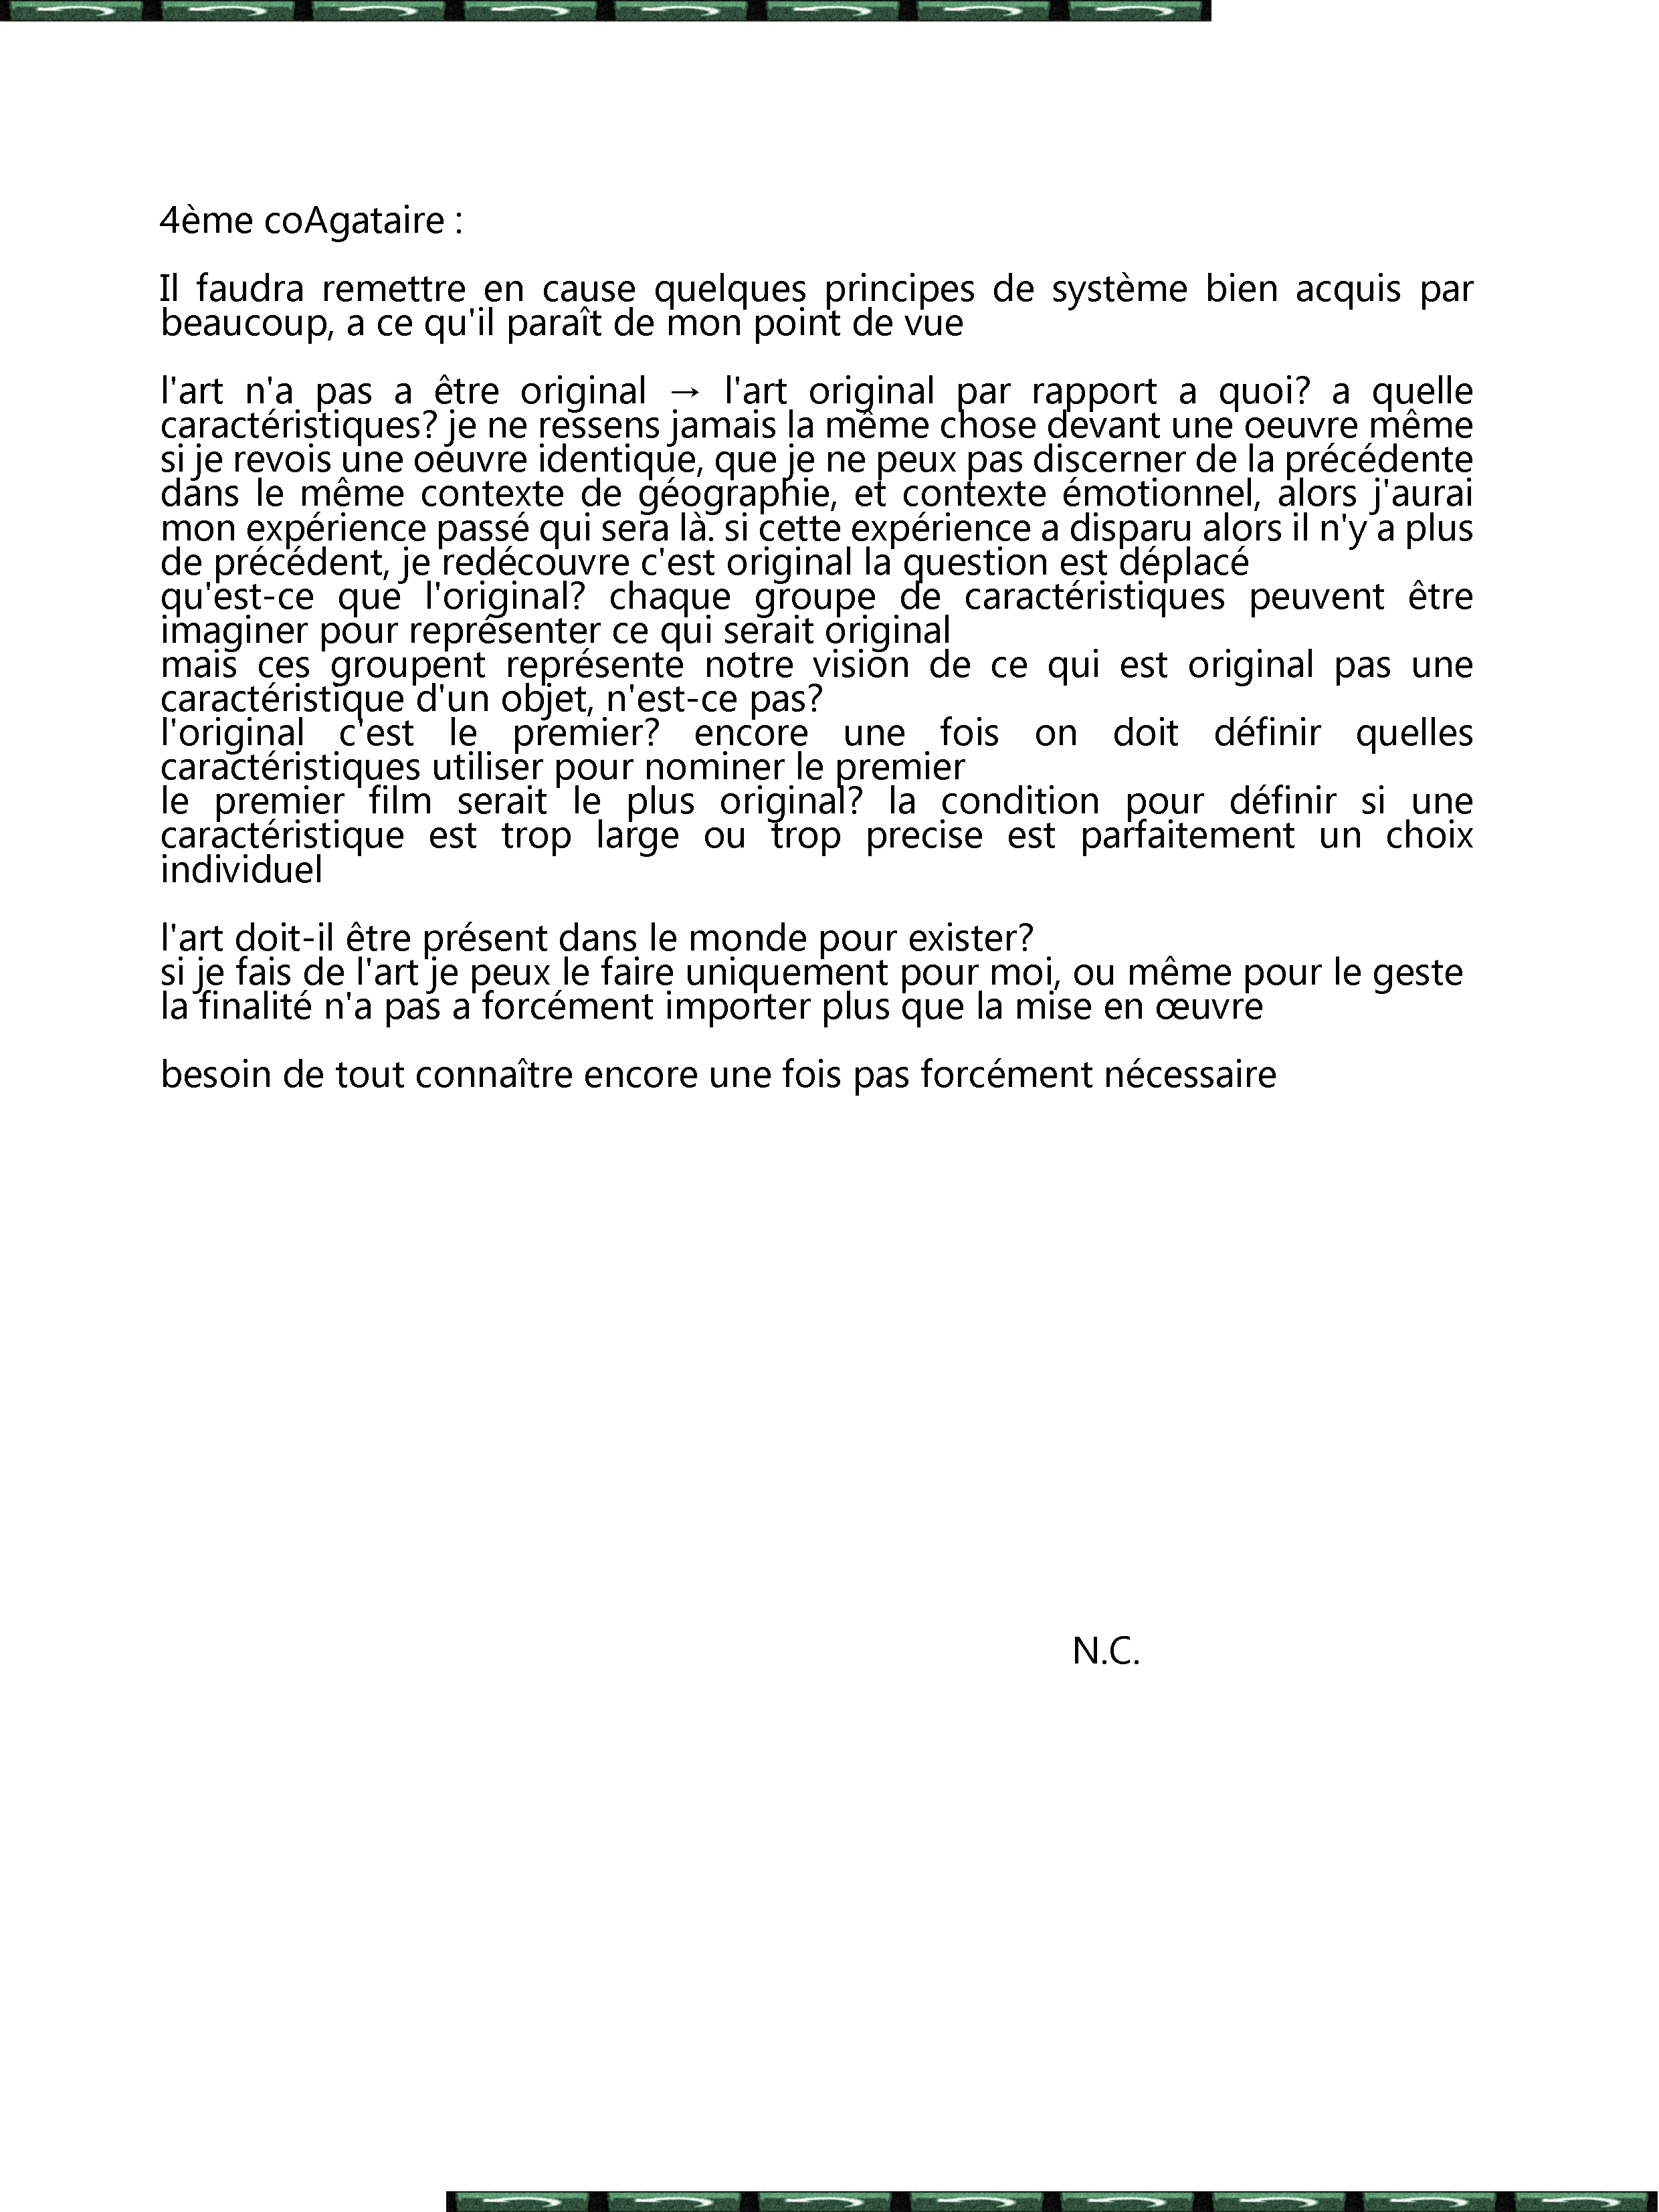 4ème coAgataire :
Il faudra remettre en cause quelques principes de système bien acquis par
beaucoup, a ce qu'il paraît de mon point de vue
l'art n'a pas a être original → l'art original par rapport a quoi? a quelle
caractéristiques? je ne ressens jamais la même chose devant une oeuvre même
si je revois une oeuvre identique, que je ne peux pas discerner de la précédente
dans le même contexte de géographie, et contexte émotionnel, alors j'aurai
mon expérience passé qui sera là. si cette expérience a disparu alors il n'y a plus
de précédent, je redécouvre c'est original la question est déplacé
qu'est-ce que l'original? chaque groupe de caractéristiques peuvent être
imaginer pour représenter ce qui serait original
mais ces groupent représente notre vision de ce qui est original pas une
caractéristique d'un objet, n'est-ce pas?
l'original c'est le premier? encore une fois on doit définir quelles
caractéristiques utiliser pour nominer le premier
le premier film serait le plus original? la condition pour définir si une
caractéristique est trop large ou trop precise est parfaitement un choix
individuel
l'art doit-il être présent dans le monde pour exister?
si je fais de l'art je peux le faire uniquement pour moi, ou même pour le geste
la finalité n'a pas a forcément importer plus que la mise en œuvre
besoin de tout connaître encore une fois pas forcément nécessaire
N.C.